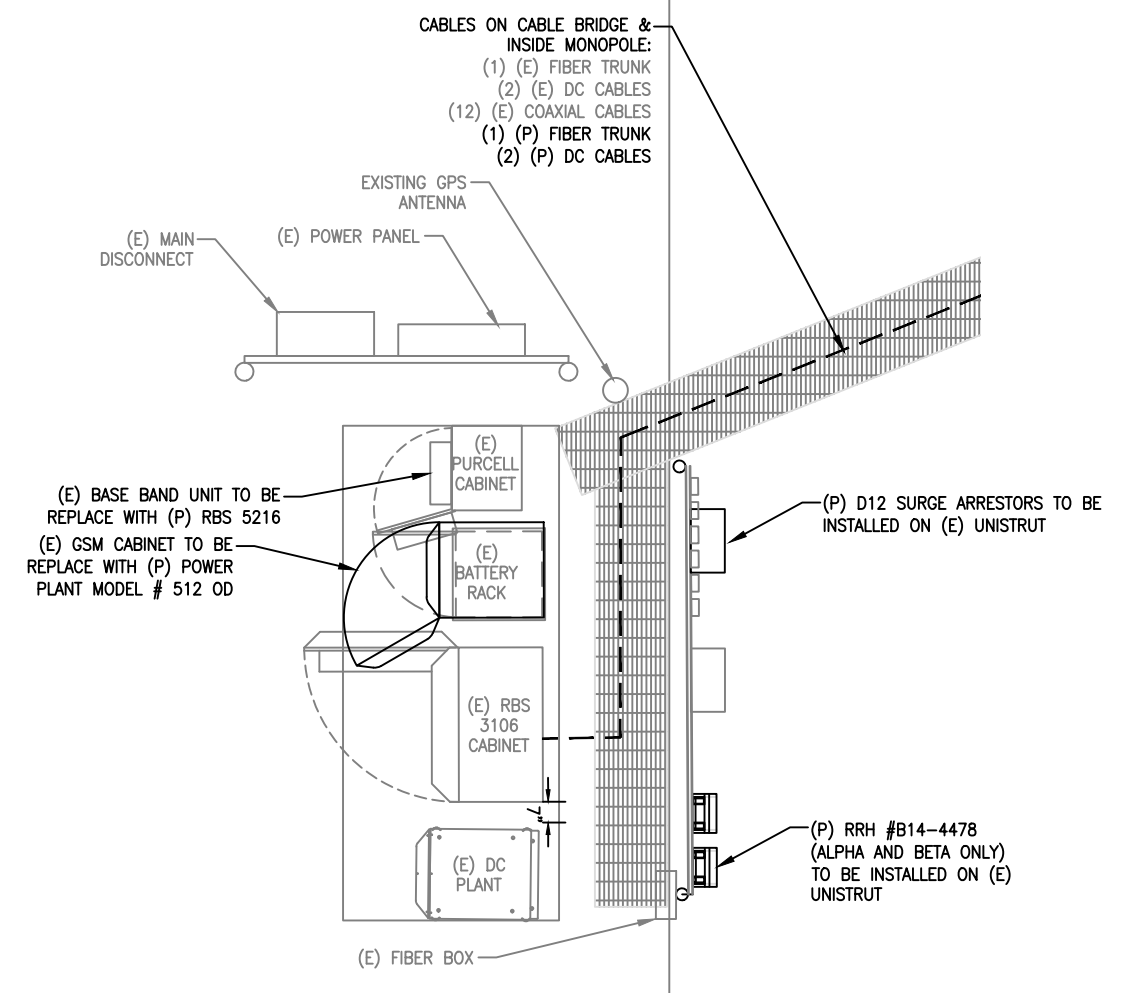 CABLES ON CABLE BRIDGE &
INSIDE MONOPOLE:
(1) (E) FIBER TRUNK
(2) (E) DC CABLES
(12) (E) COAXIAL CABLES
(1) (P) FIBER TRUNK
(2) (P) DC CABLES
EXISTING GPS
ANTENNA
(E) MAIN
DISCONNECT
(E) POWER PANEL
(E)
PURCELL
CABINET
(E) BASE BAND UNIT TO BE
REPLACE WITH (P) RBS 5216
(E) GSM CABINET TO BE
REPLACE WITH (P) POWER
PLANT MODEL # 512 OD
(E)
BATTERY
RACK
(P) D12 SURGE ARRESTORS TO BE
INSTALLED ON (E) UNISTRUT
(E) RBS
3106
CABINET
7"
(P) RRH #B14-4478
(ALPHA AND BETA ONLY)
TO BE INSTALLED ON (E)
UNISTRUT
(E) DC
PLANT
(E) FIBER BOX